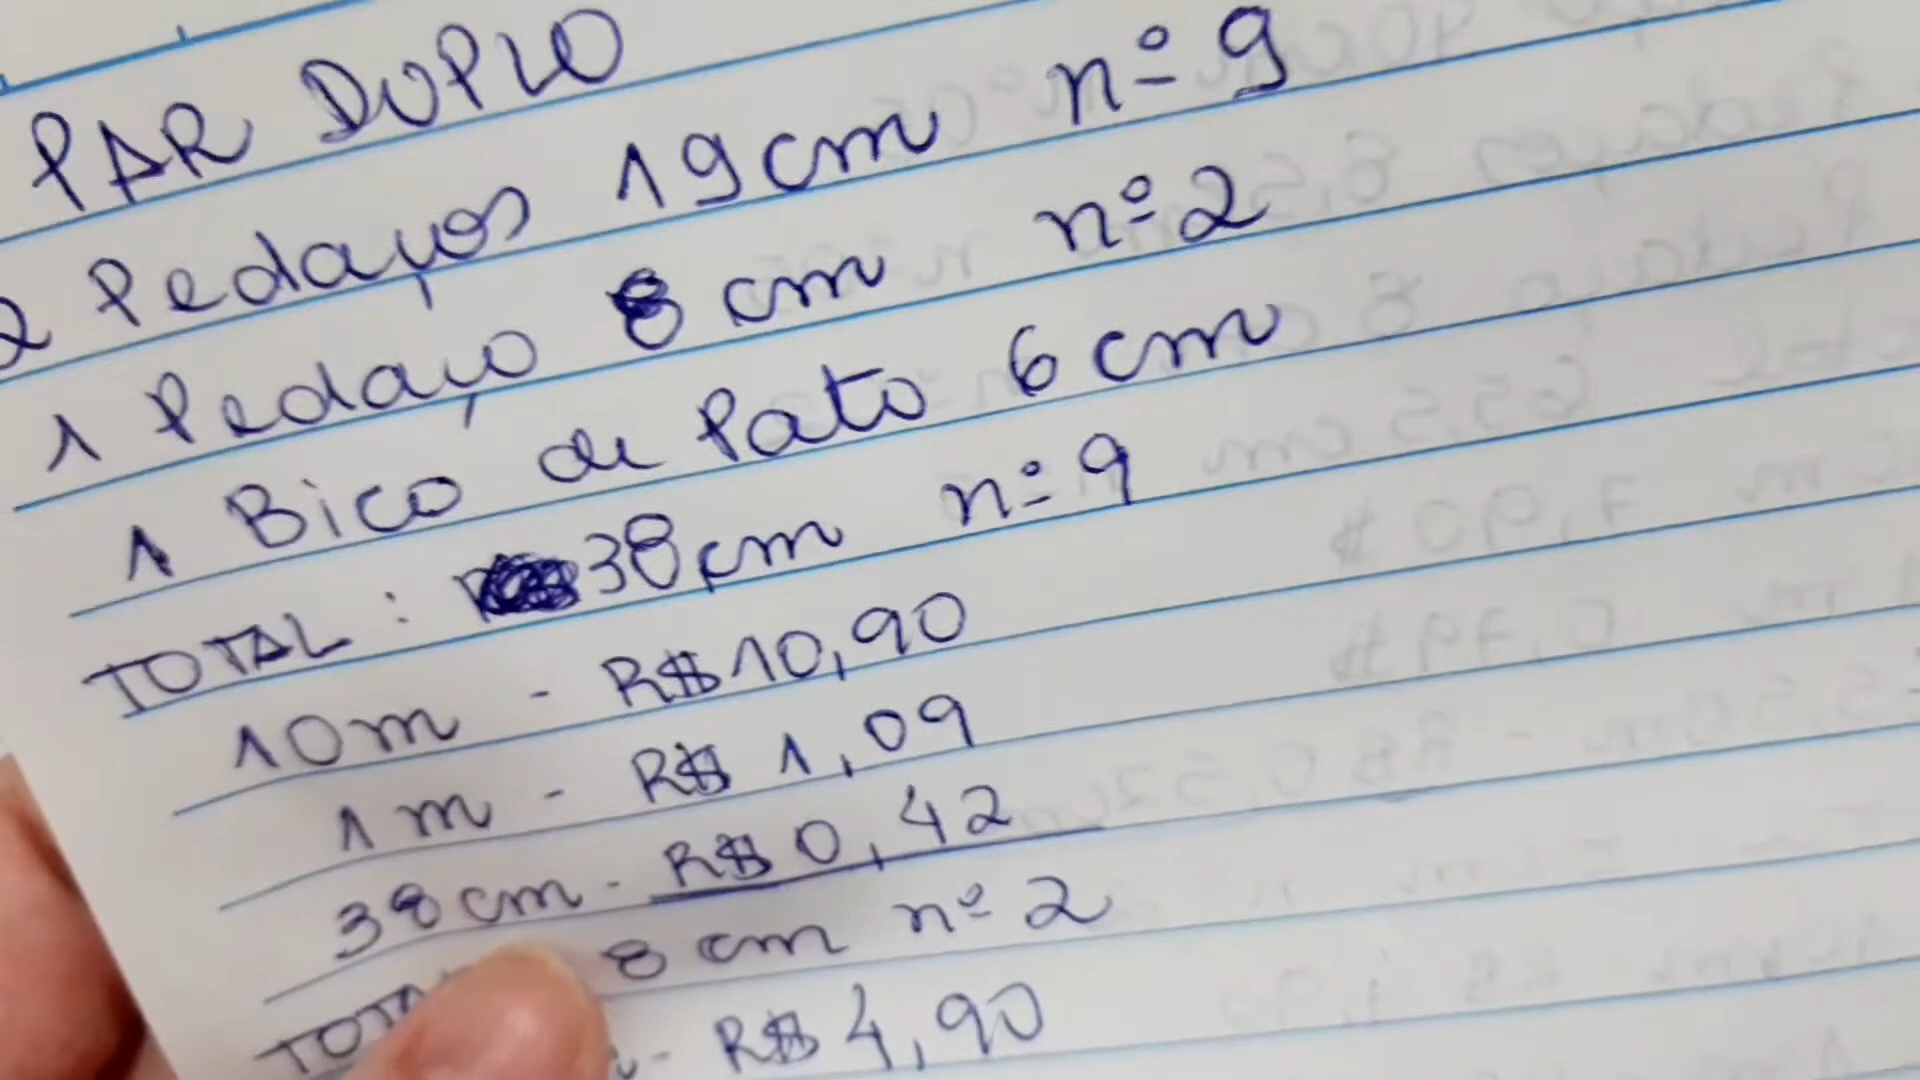 PAR DUPLO
2 Pedaços 19cm nº 9
1 Pedaço 8 cm nº 2
1 Bico de Pato 6 cm
TOTAL: 38cm nº 9
10m - R$10,90
1m - R$ 1,09
38cm - R$0,42
8 cm nº 2
- R$ 4,90